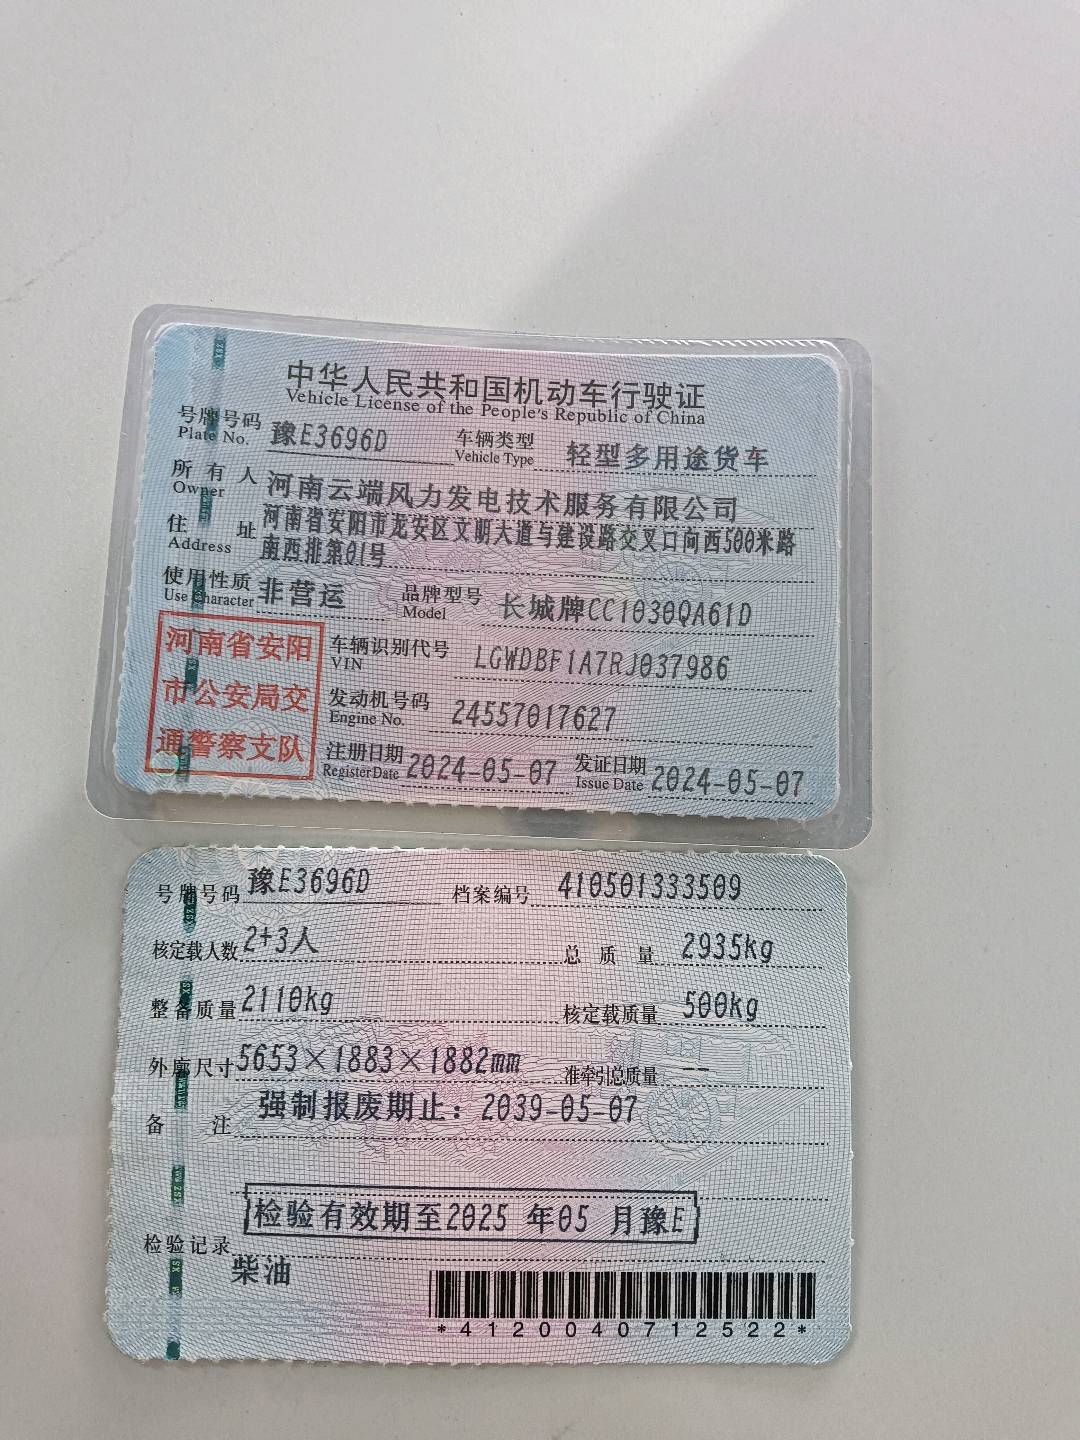 中华人民共和国机动车行驶证
Vehicle License of the People's Republic of China
号牌号码 豫E3696D 车辆类型 轻型多用途货车
Plate No. Vehicle Type
所有人 河南云端风力发电技术服务有限公司
Owner
住址 河南省安阳市龙安区文明大道与建设路交叉口向西500米路
Address 南西排第01号
使用性质 非营运 品牌型号 长城牌CC1030QA61D
Use Character Model
河南省安阳
市公安局交
通警察支队
车辆识别代号 LGWDBF1A7RJ037986
VIN
发动机号码 24557017627
Engine No.
注册日期 2024-05-07 发证日期 2024-05-07
Register Date Issue Date
号牌号码 豫E3696D 档案编号 410501333509
核定载人数 2+3人 总质量 2935kg
整备质量 2110kg 核定载质量 500kg
外廓尺寸 5653×1883×1882mm 准牵引总质量 --
备注 强制报废期止：2039-05-07
检验有效期至2025 年05 月豫E
检验记录
柴油
*4120040712522*